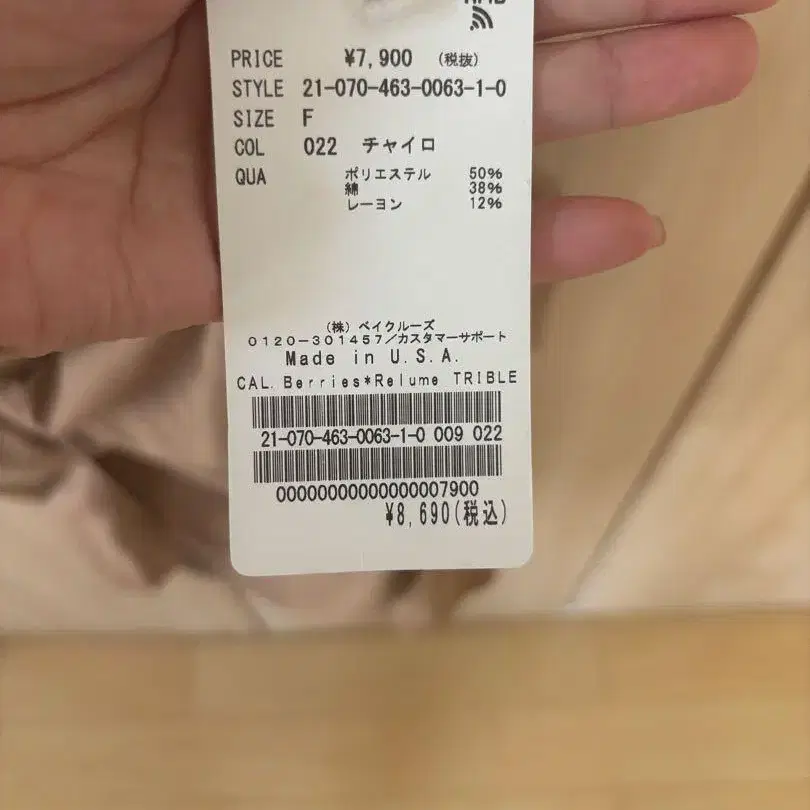 PRICE ¥7,900 (税抜)
STYLE 21-070-463-0063-1-0
SIZE F
COL 022 チャイロ
QUA ポリエステル 50%
綿 38%
レーヨン 12%
(株) ベイクルーズ
0120-301457/カスタマーサポート
Made in U.S.A.
CAL.Berries*Relume TRIBLE
21-070-463-0063-1-0 009 022
00000000000000007900
¥8,690(税込)